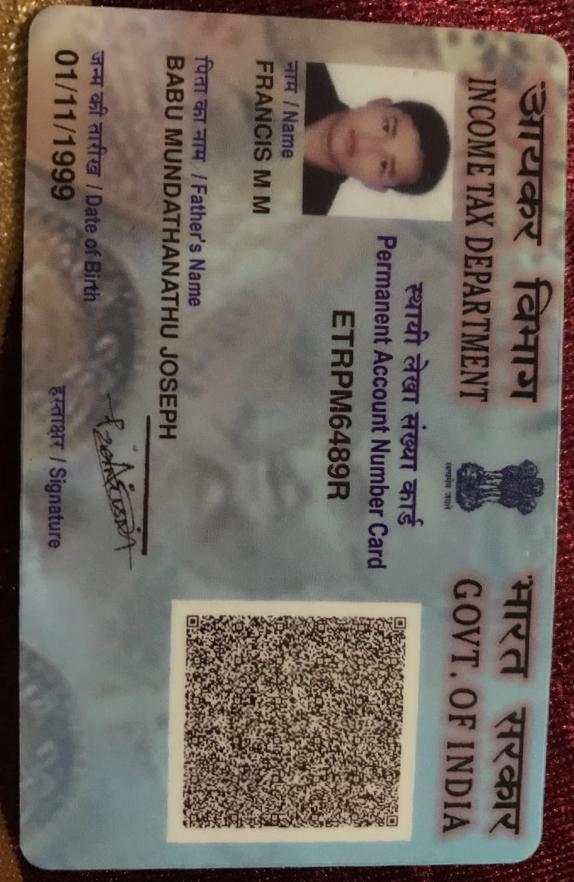 आयकर विभाग
INCOME TAX DEPARTMENT
भारत सरकार
GOVT. OF INDIA
सत्यमेव जयते
स्थायी लेखा संख्या कार्ड
Permanent Account Number Card
ETRPM6489R
नाम / Name
FRANCIS M M
पिता का नाम / Father's Name
BABU MUNDATHANATHU JOSEPH
जन्म की तारीख / Date of Birth
01/11/1999
हस्ताक्षर / Signature